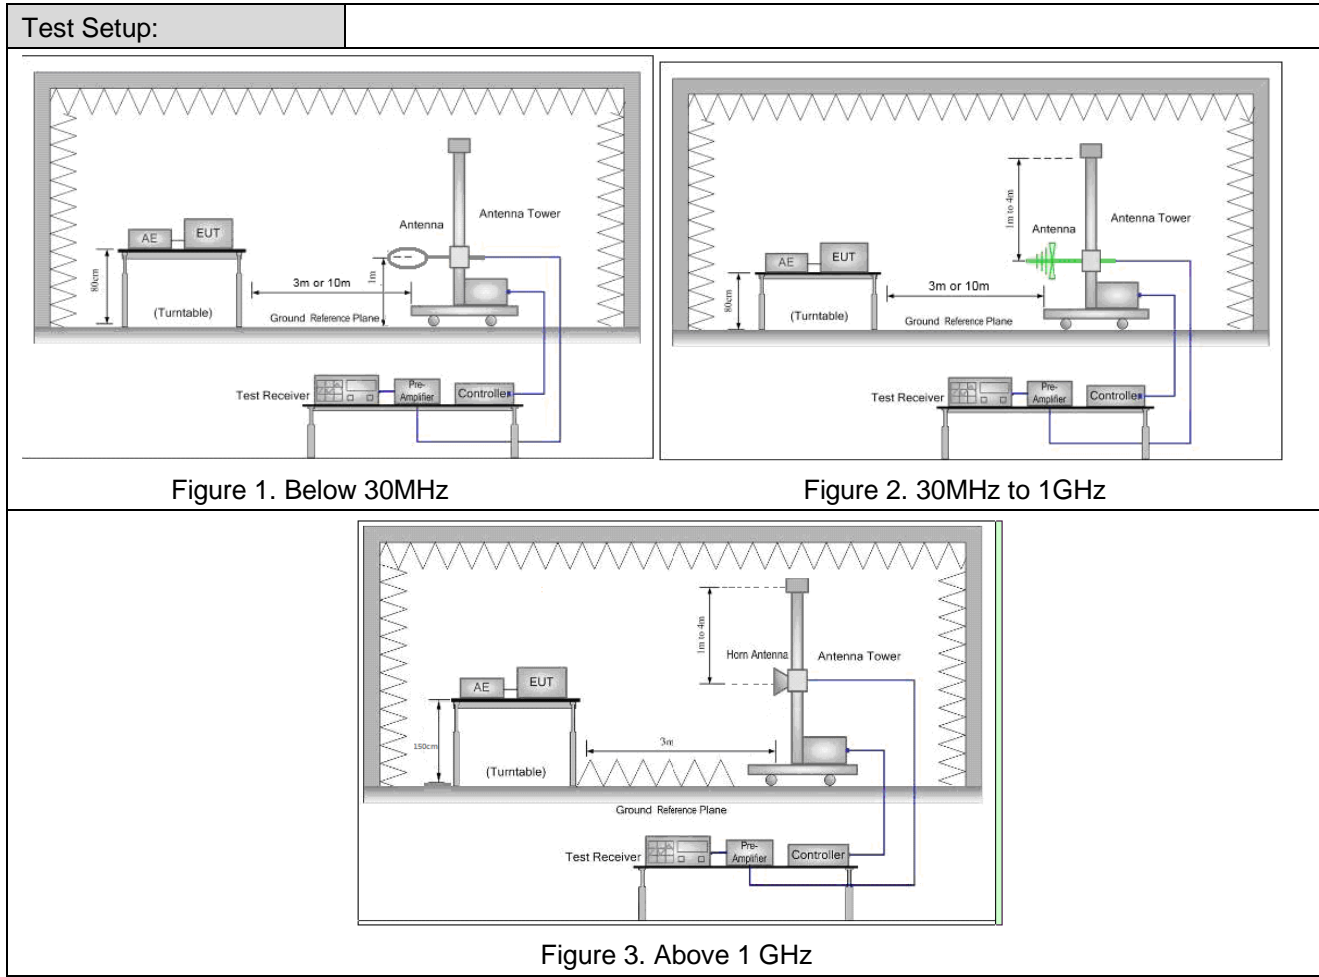 Test Setup:
Antenna
Antenna Tower
AE
EUT
80cm
1m
3m or 10m
(Turntable)
Ground Reference Plane
Test Receiver
Pre-
Amplifier
Controller
Figure 1. Below 30MHz
1m to 4m
Antenna
Antenna Tower
AE
EUT
80cm
3m or 10m
(Turntable)
Ground Reference Plane
Test Receiver
Pre-
Amplifier
Controller
Figure 2. 30MHz to 1GHz
1m to 4m
Horn Antenna
Antenna Tower
AE
EUT
150cm
3m
(Turntable)
Ground Reference Plane
Test Receiver
Pre-
Amplifier
Controller
Figure 3. Above 1 GHz